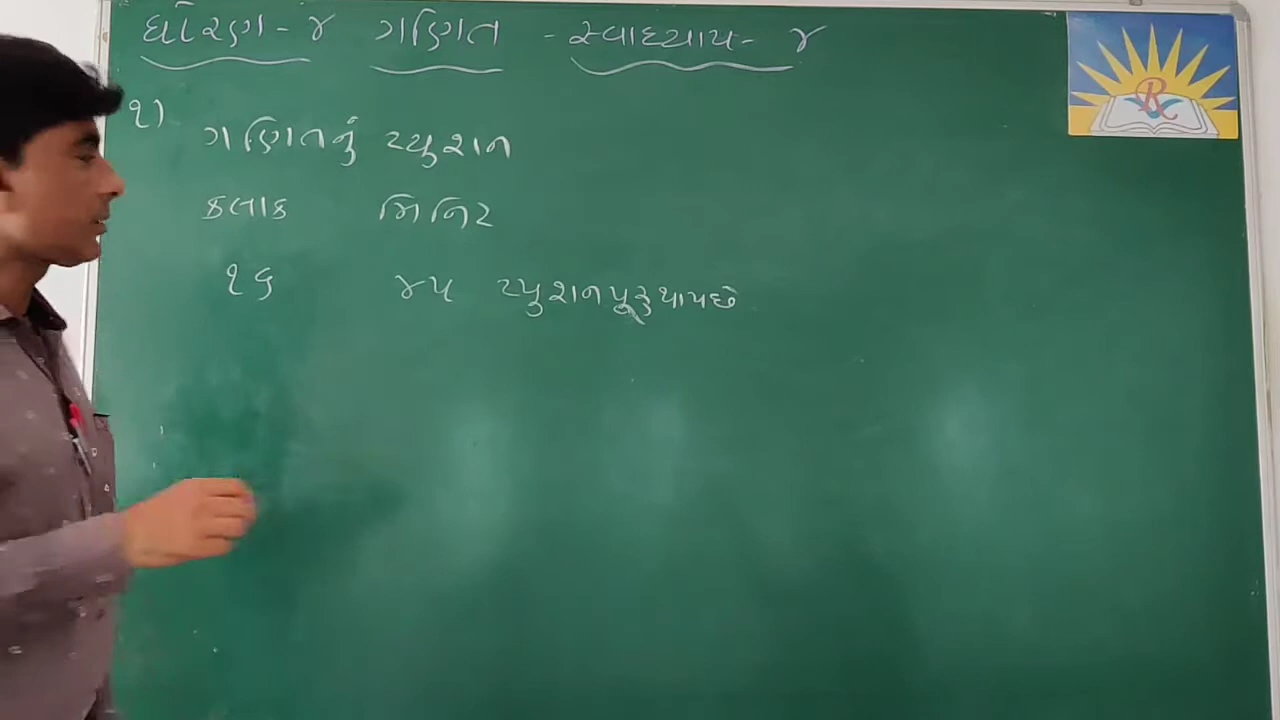 ધોરણ - ૪ ગણિત - સ્વાધ્યાય - ૪
૧)
ગણિતનું ટ્યુશન
કલાક મિનિટ
૧૬ ૪૫ ટ્યુશન પૂરુ થાય છે
R